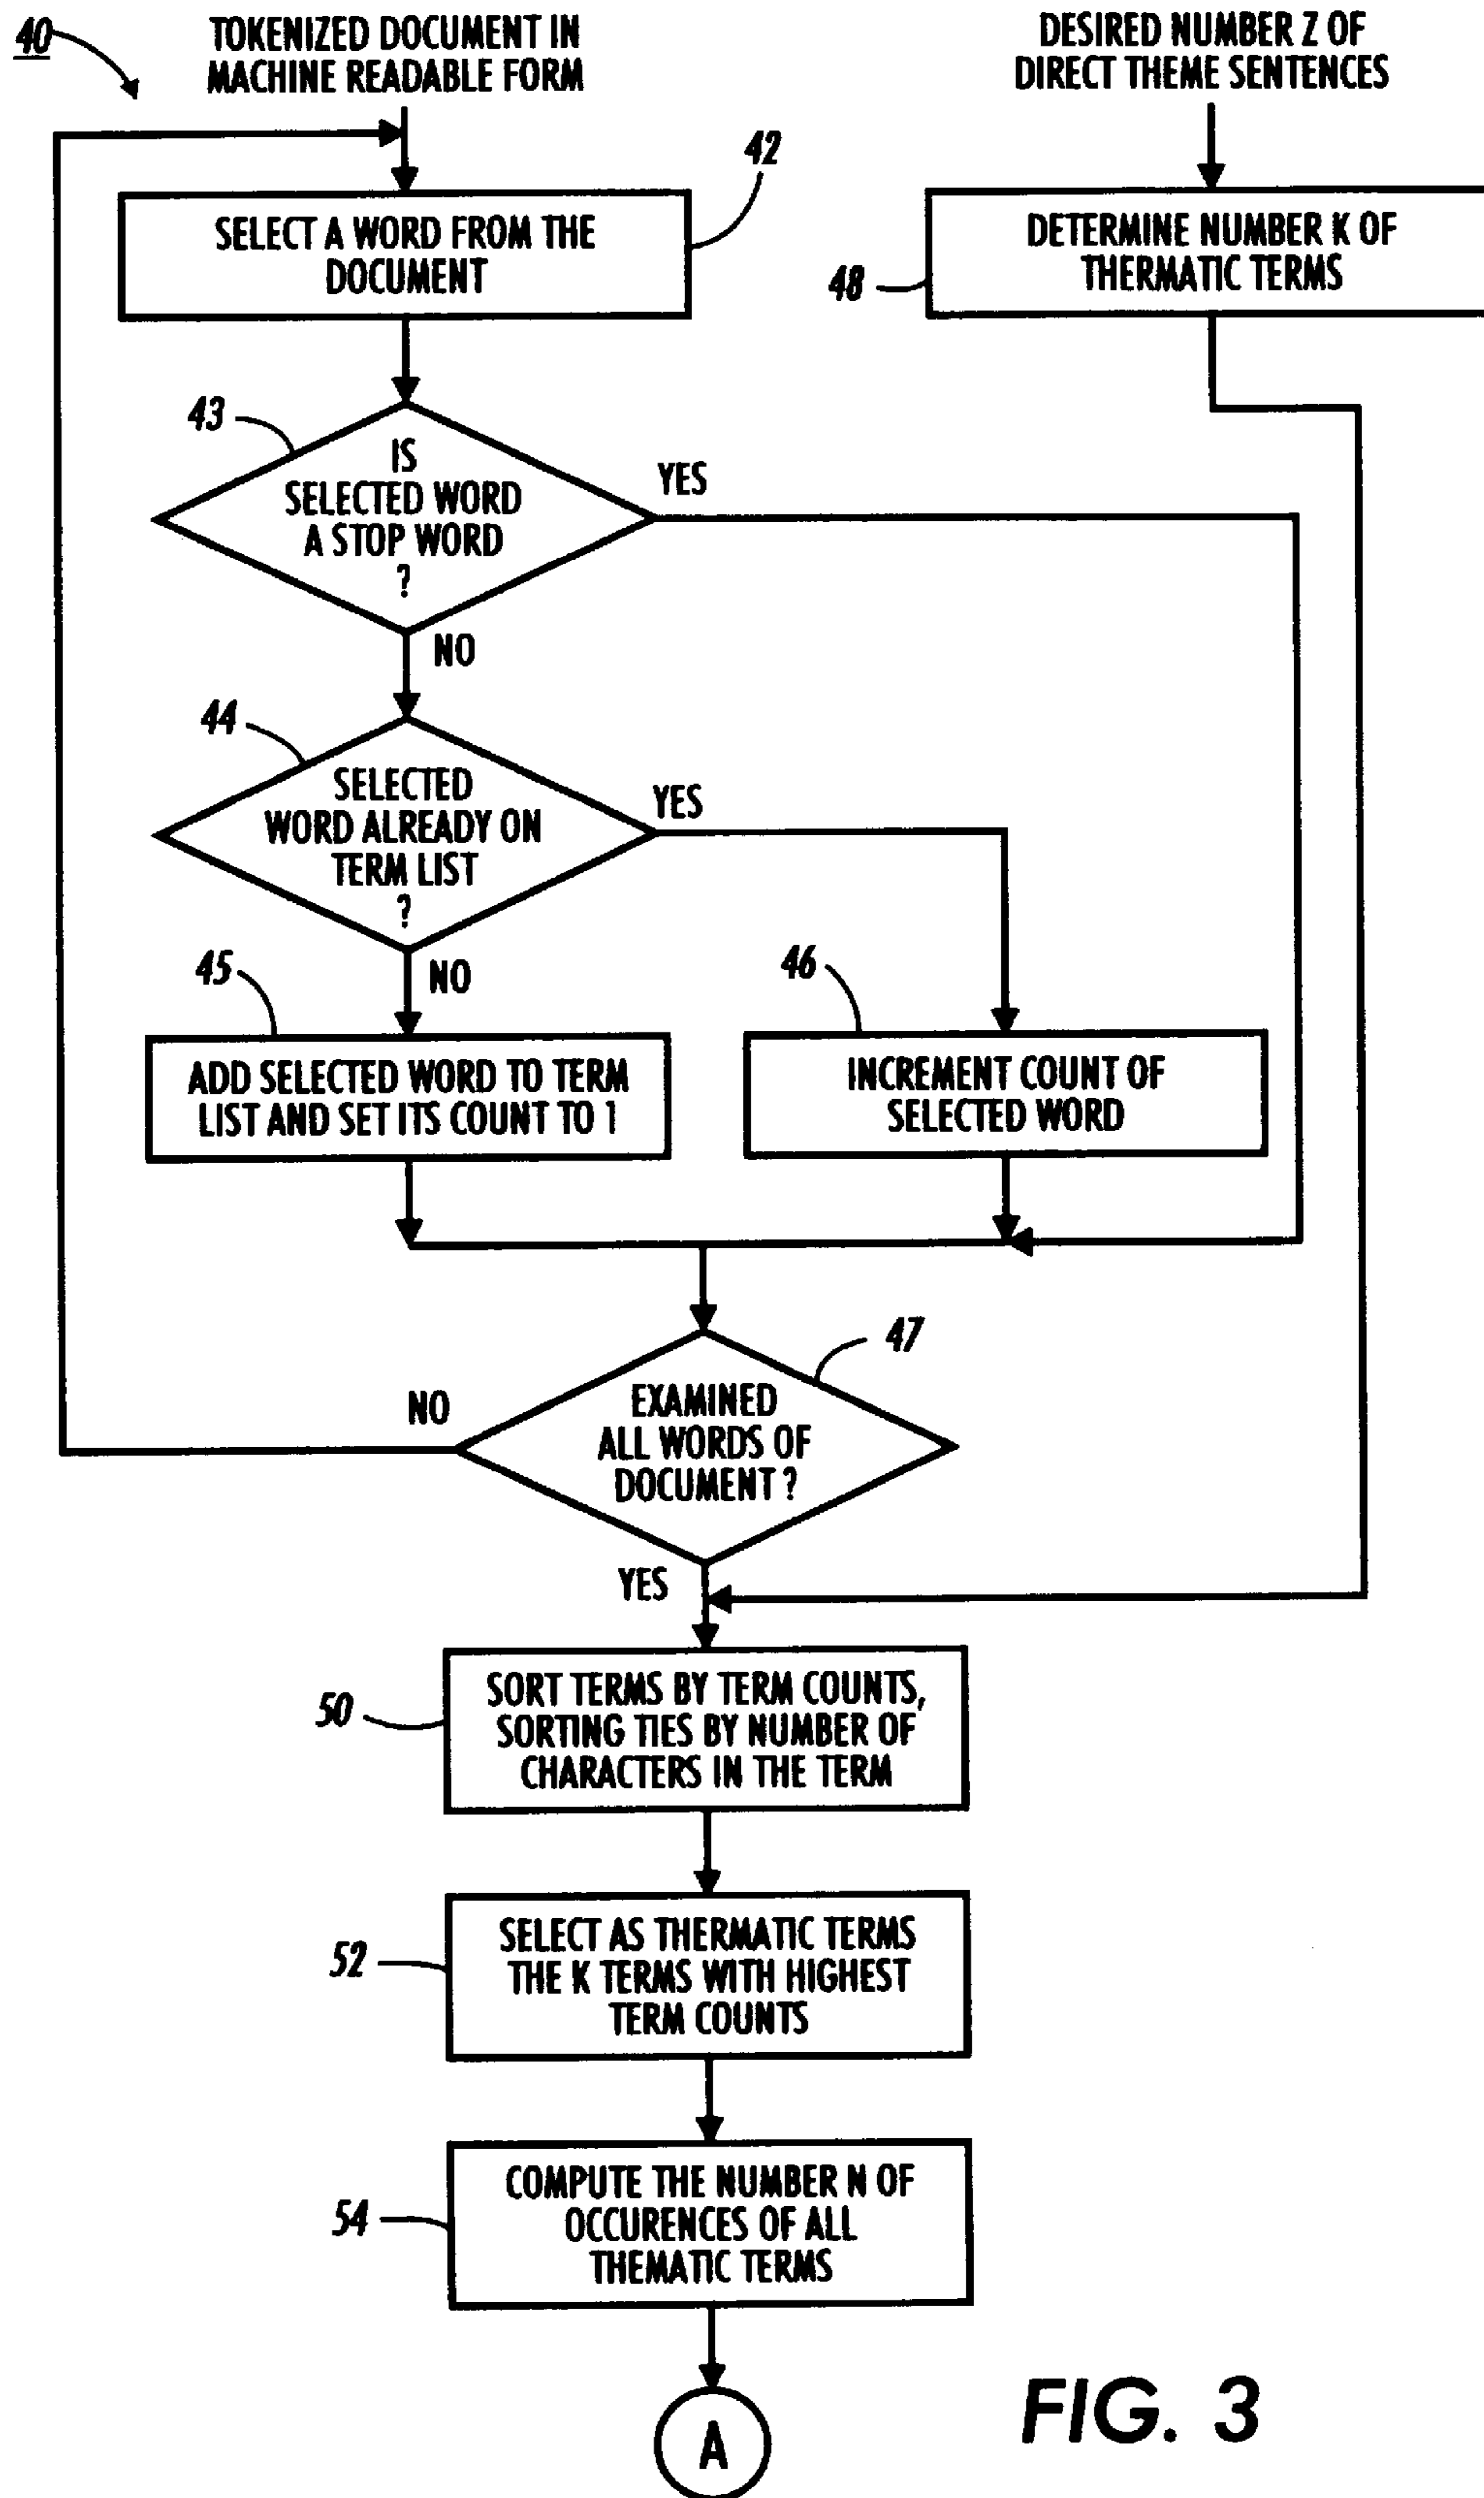 40
TOKENIZED DOCUMENT IN
MACHINE READABLE FORM
DESIRED NUMBER Z OF
DIRECT THEME SENTENCES
42
SELECT A WORD FROM THE
DOCUMENT
48
DETERMINE NUMBER K OF
THERMATIC TERMS
43
IS
SELECTED WORD
A STOP WORD
?
YES
NO
44
SELECTED
WORD ALREADY ON
TERM LIST
?
YES
NO
45
ADD SELECTED WORD TO TERM
LIST AND SET ITS COUNT TO 1
46
INCREMENT COUNT OF
SELECTED WORD
47
EXAMINED
ALL WORDS OF
DOCUMENT ?
NO
YES
50
SORT TERMS BY TERM COUNTS,
SORTING TIES BY NUMBER OF
CHARACTERS IN THE TERM
52
SELECT AS THERMATIC TERMS
THE K TERMS WITH HIGHEST
TERM COUNTS
54
COMPUTE THE NUMBER N OF
OCCURENCES OF ALL
THEMATIC TERMS
A
FIG. 3